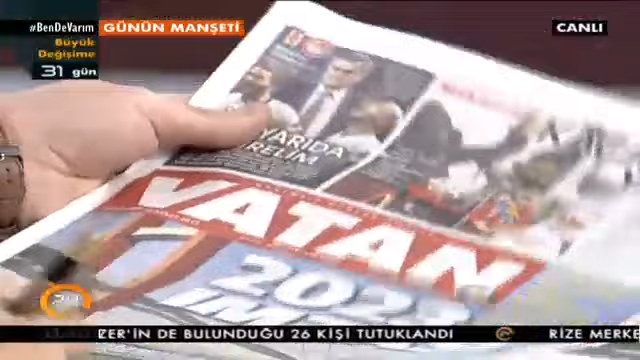 #BenDeVarım
Büyük
Değişime
31 gün
GÜNÜN MANŞETİ
CANLI
YARIDA
RELİM
VATAN
2023
ZER'İN DE BULUNDUĞU 26 KİŞİ TUTUKLANDI
RİZE MERKE